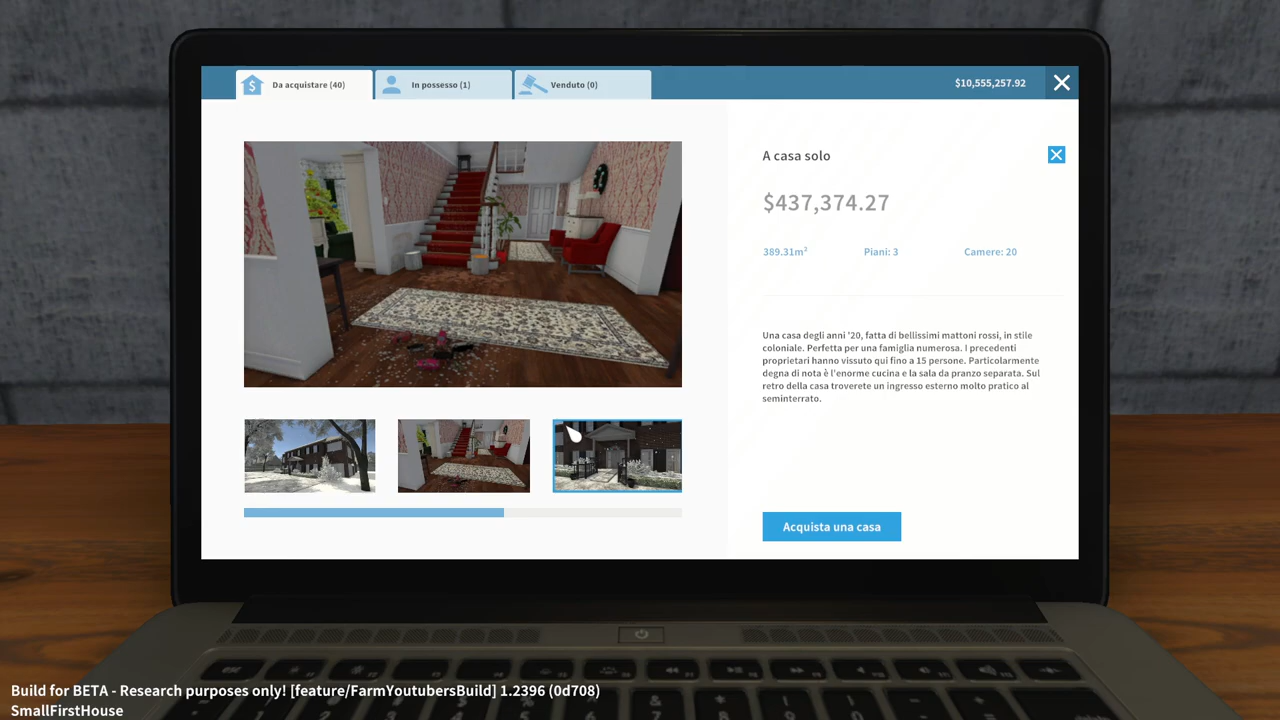 Da acquistare (40)
In possesso (1)
Venduto (0)
$10,555,257.92
A casa solo
$437,374.27
389.31m²
Piani: 3
Camere: 20
Una casa degli anni '20, fatta di bellissimi mattoni rossi, in stile
coloniale. Perfetta per una famiglia numerosa. I precedenti
proprietari hanno vissuto qui fino a 15 persone. Particolarmente
degna di nota è l'enorme cucina e la sala da pranzo separata. Sul
retro della casa troverete un ingresso esterno molto pratico al
seminterrato.
Acquista una casa
Build for BETA - Research purposes only! [feature/FarmYoutubersBuild] 1.2396 (0d708)
SmallFirstHouse